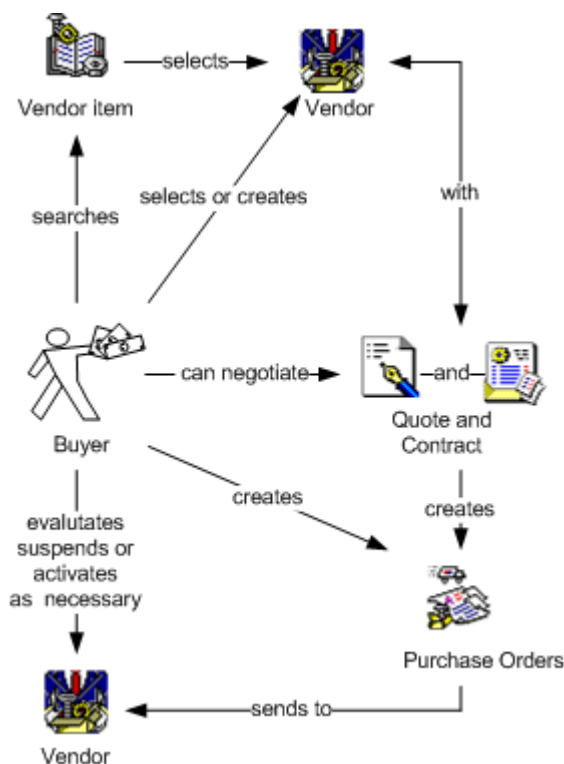 selects
Vendor item
Vendor
selects or creates
with
searches
can negotiate
and
Buyer
Quote and
Contract
creates
creates
evalutates
suspends or
activates
as necessary
Purchase Orders
sends to
Vendor